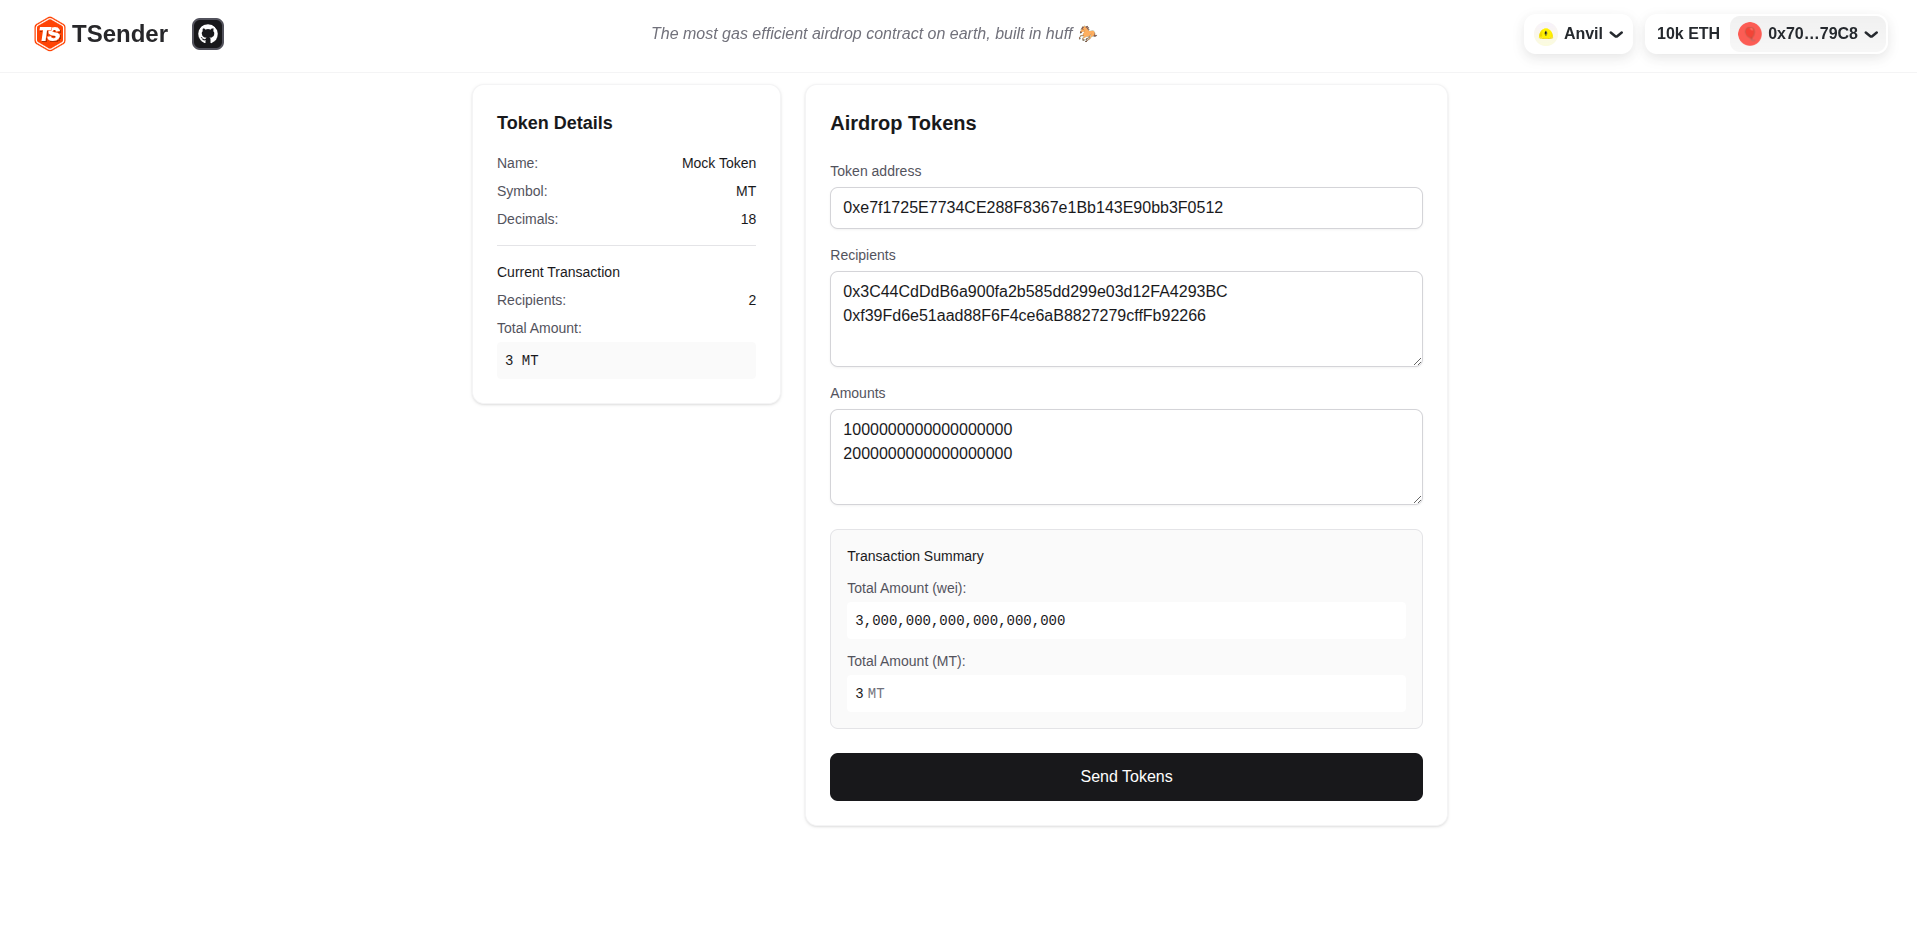 TS TSender
The most gas efficient airdrop contract on earth, built in huff 🐎
Anvil
10k ETH 0x70…79C8
Token Details
Name: Mock Token
Symbol: MT
Decimals: 18
Current Transaction
Recipients: 2
Total Amount:
3 MT
Airdrop Tokens
Token address
0xe7f1725E7734CE288F8367e1Bb143E90bb3F0512
Recipients
0x3C44CdDdB6a900fa2b585dd299e03d12FA4293BC
0xf39Fd6e51aad88F6F4ce6aB8827279cffFb92266
Amounts
1000000000000000000
2000000000000000000
Transaction Summary
Total Amount (wei):
3,000,000,000,000,000,000
Total Amount (MT):
3 MT
Send Tokens